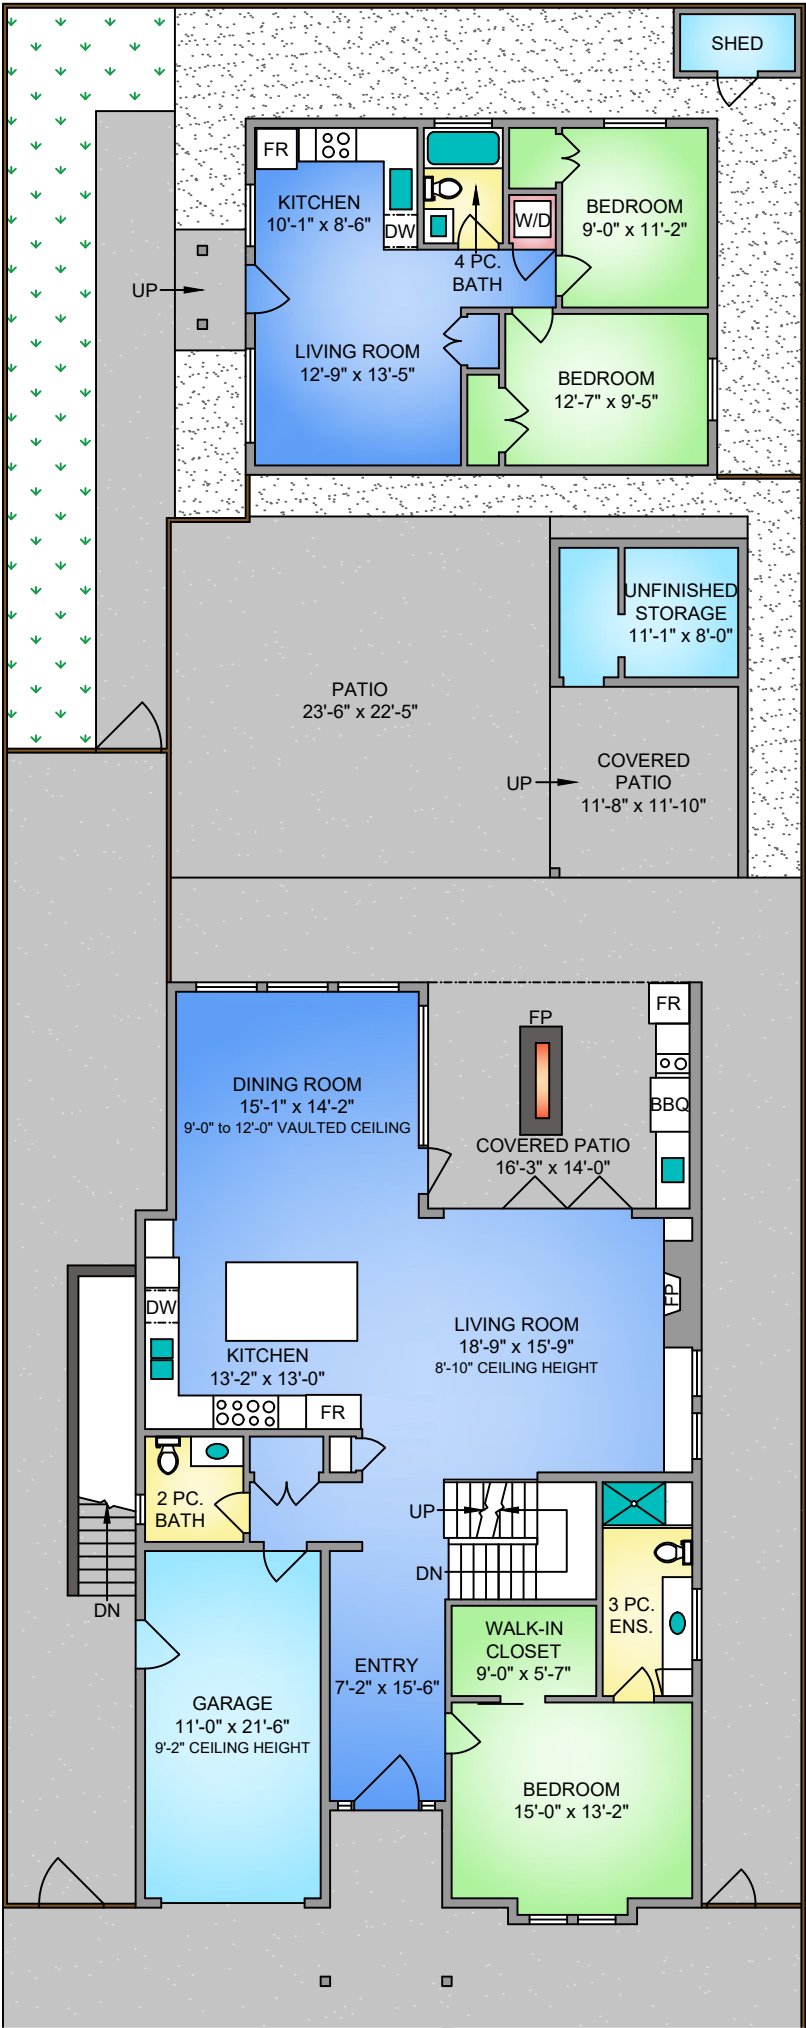 SHED
FR
KITCHEN
10'-1" x 8'-6"
DW
W/D
BEDROOM
9'-0" x 11'-2"
4 PC.
BATH
UP
LIVING ROOM
12'-9" x 13'-5"
BEDROOM
12'-7" x 9'-5"
UNFINISHED
STORAGE
11'-1" x 8'-0"
PATIO
23'-6" x 22'-5"
COVERED
PATIO
11'-8" x 11'-10"
UP
FR
FP
DINING ROOM
15'-1" x 14'-2"
9'-0" to 12'-0" VAULTED CEILING
BBQ
COVERED PATIO
16'-3" x 14'-0"
DW
FP
LIVING ROOM
18'-9" x 15'-9"
8'-10" CEILING HEIGHT
KITCHEN
13'-2" x 13'-0"
FR
2 PC.
BATH
UP
DN
DN
3 PC.
ENS.
WALK-IN
CLOSET
9'-0" x 5'-7"
ENTRY
7'-2" x 15'-6"
GARAGE
11'-0" x 21'-6"
9'-2" CEILING HEIGHT
BEDROOM
15'-0" x 13'-2"